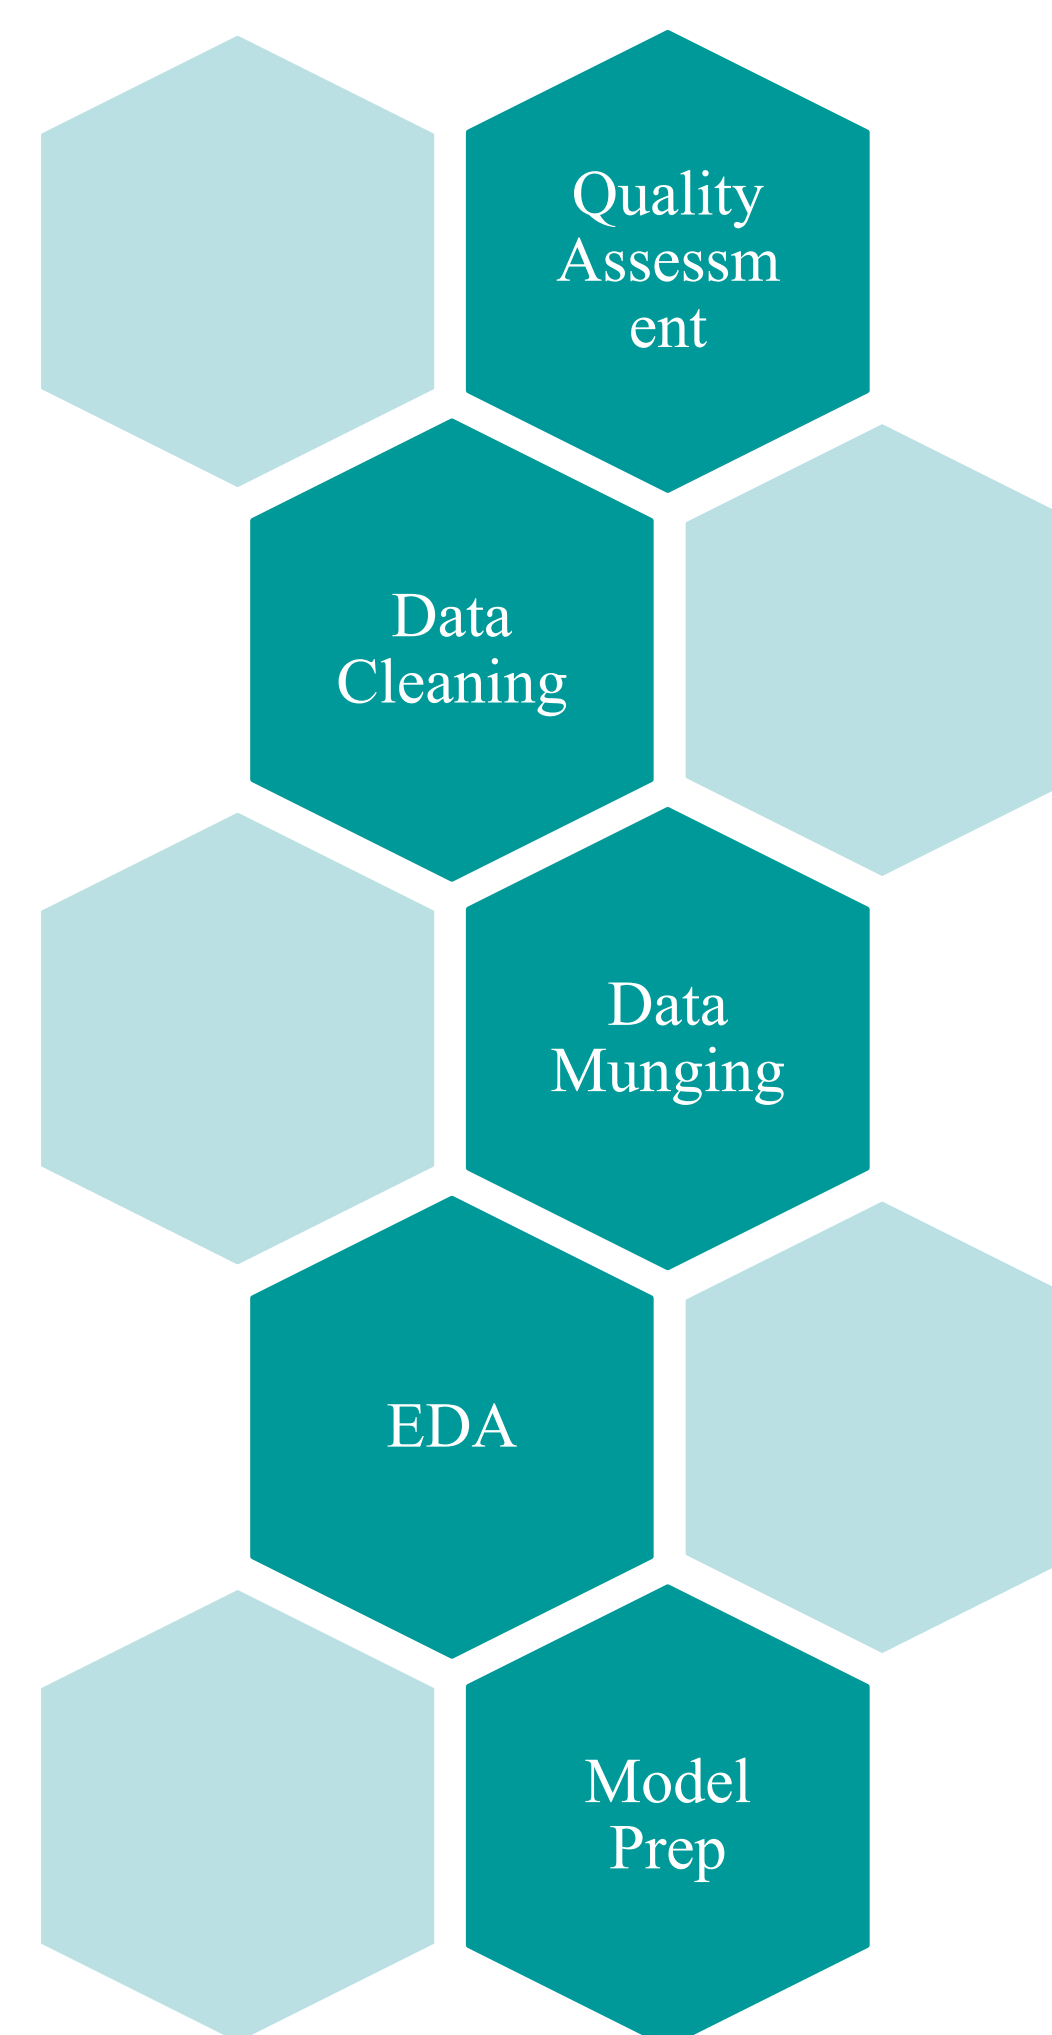 Quality
Assessm
ent
Data
Cleaning
Data
Munging
EDA
Model
Prep